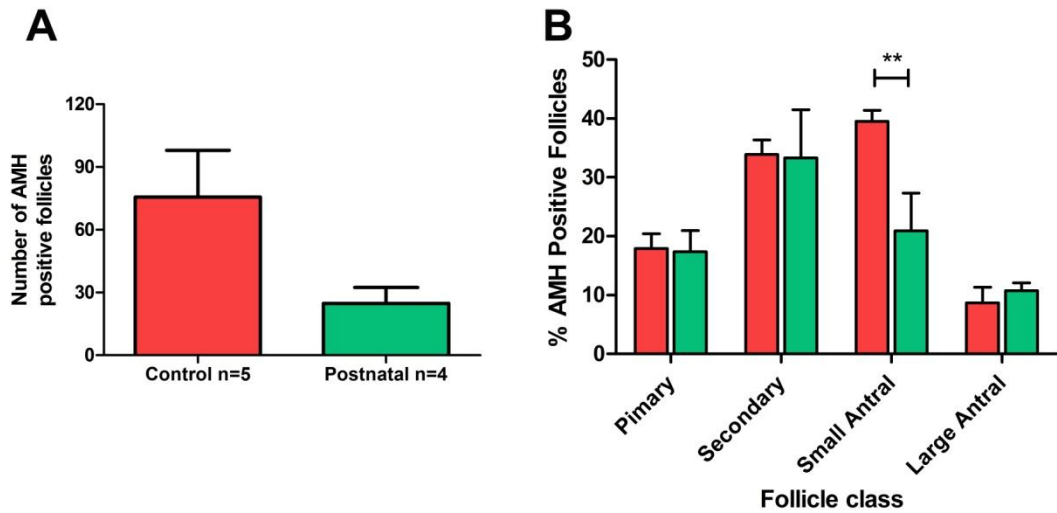 A
Number of AMH
positive follicles
120
90
60
30
0
Control n=5
Postnatal n=4
B
% AMH Positive Follicles
50
40
30
20
10
0
**
Pimary
Secondary
Small Antral
Large Antral
Follicle class